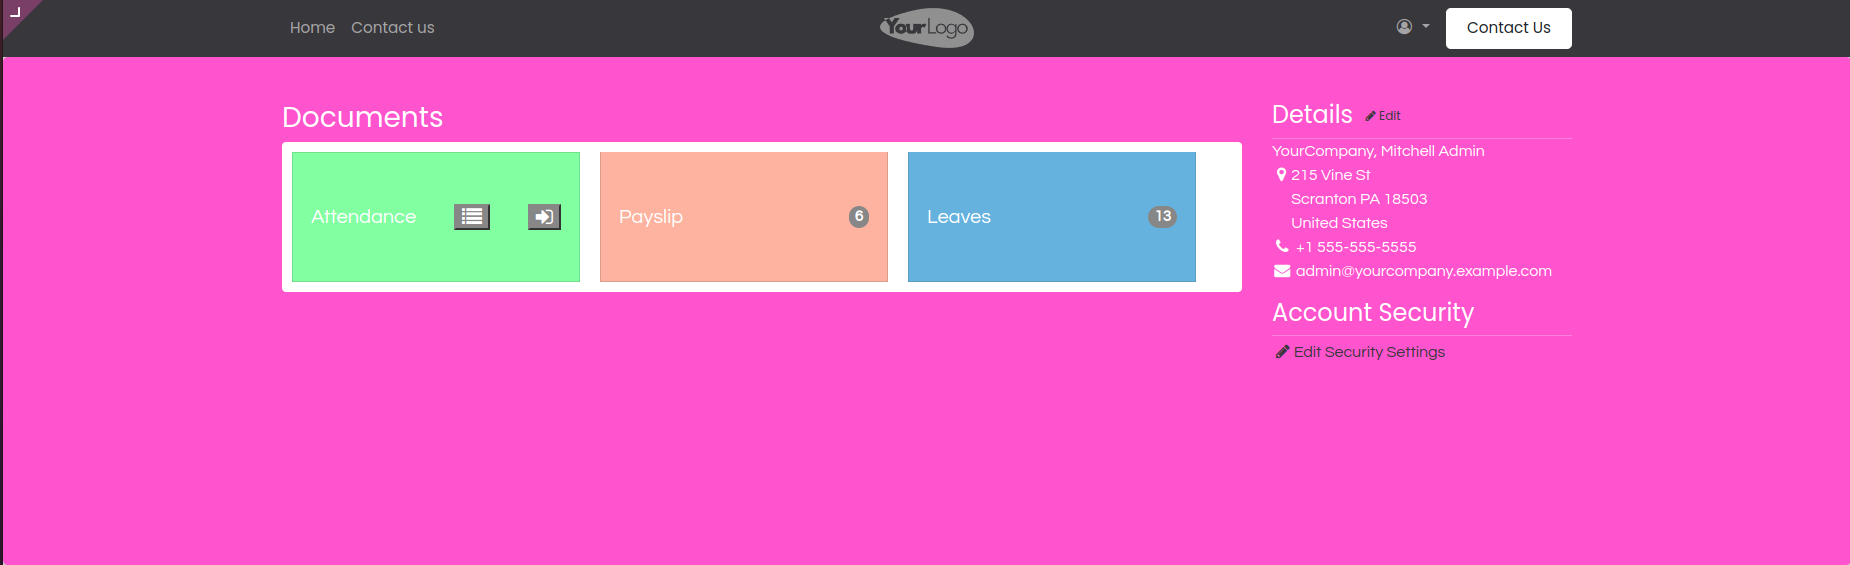 Home Contact us YourLogo Contact Us
Documents
Attendance Payslip 6 Leaves 13
Details Edit
YourCompany, Mitchell Admin
215 Vine St
Scranton PA 18503
United States
+1 555-555-5555
admin@yourcompany.example.com
Account Security
Edit Security Settings